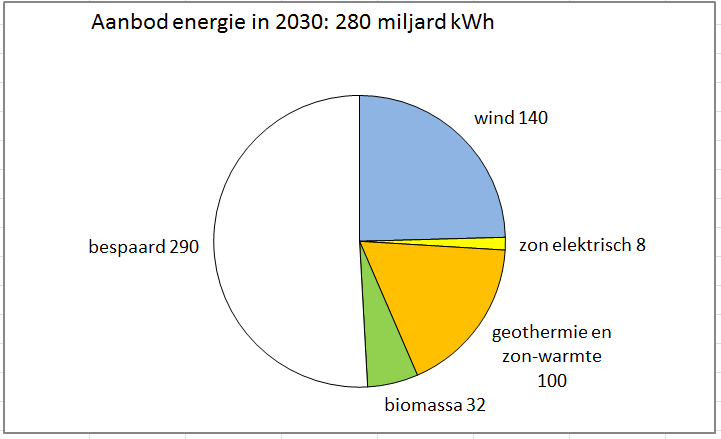 Aanbod energie in 2030: 280 miljard kWh
wind 140
zon elektrisch 8
geothermie en
zon-warmte
100
biomassa 32
bespaard 290